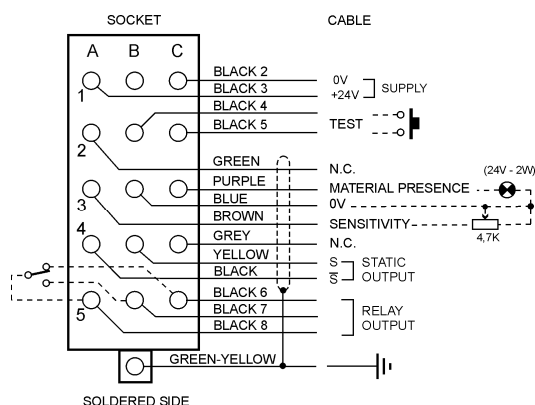 SOCKET
CABLE
A B C
BLACK 2
0V
1
BLACK 3
+24V
SUPPLY
BLACK 4
TEST
BLACK 5
2
GREEN
N.C.
(24V - 2W)
PURPLE
MATERIAL PRESENCE
3
BLUE
0V
BROWN
SENSITIVITY
4,7K
4
GREY
N.C.
YELLOW
S
STATIC
BLACK
S̅
OUTPUT
5
BLACK 6
BLACK 7
RELAY
OUTPUT
BLACK 8
GREEN-YELLOW
SOLDERED SIDE